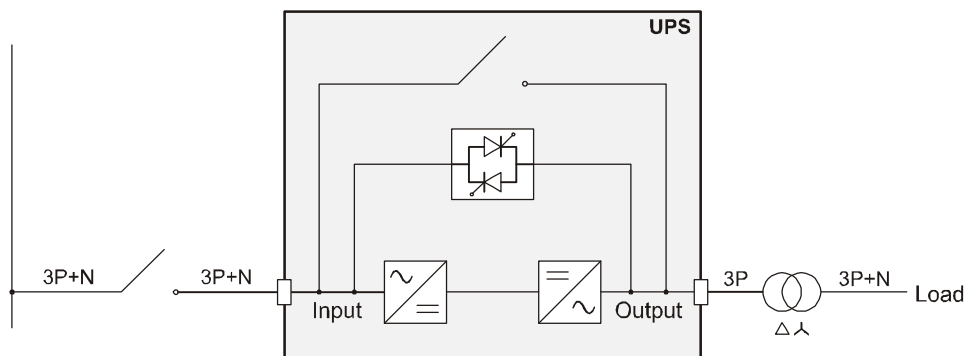 UPS
3P+N
3P+N
Input
Output
3P
3P+N
Load